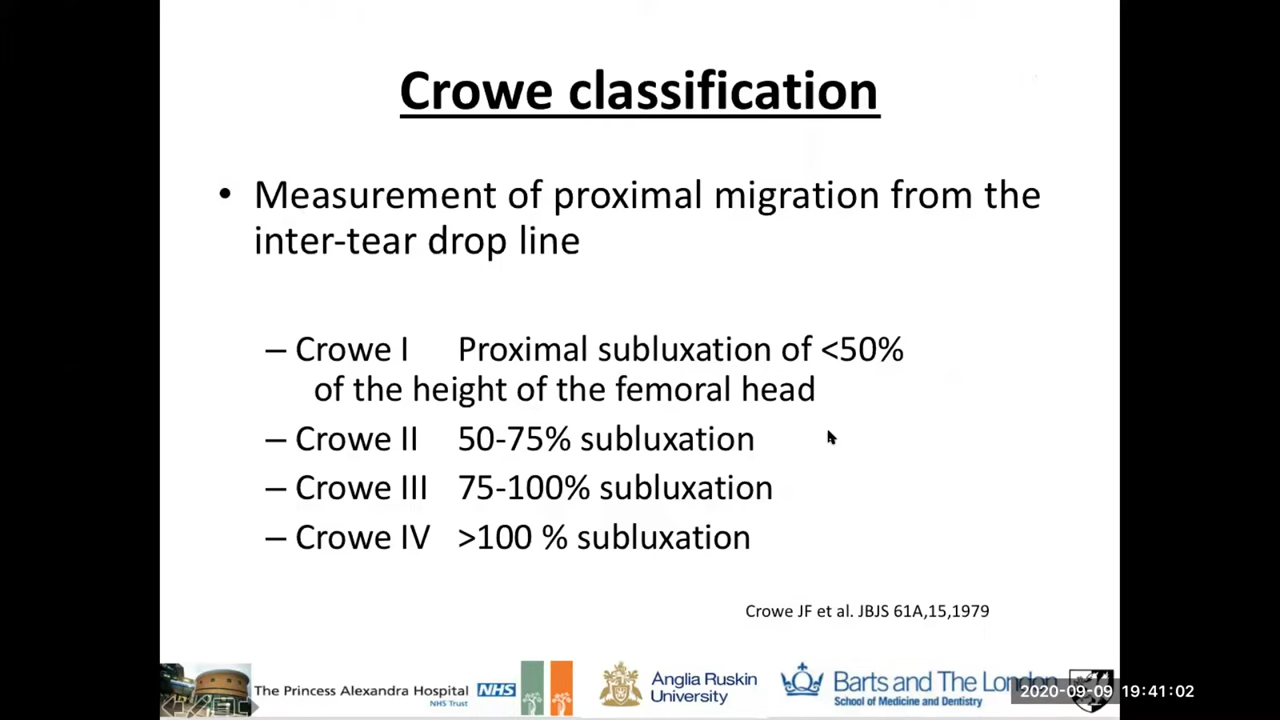 Crowe classification
• Measurement of proximal migration from the
inter-tear drop line
– Crowe I Proximal subluxation of <50%
of the height of the femoral head
– Crowe II 50-75% subluxation
– Crowe III 75-100% subluxation
– Crowe IV >100 % subluxation
Crowe JF et al. JBJS 61A,15,1979
The Princess Alexandra Hospital NHS
NHS Trust
Anglia Ruskin
University
Barts and The London
School of Medicine and Dentistry
2020-09-09 19:41:02